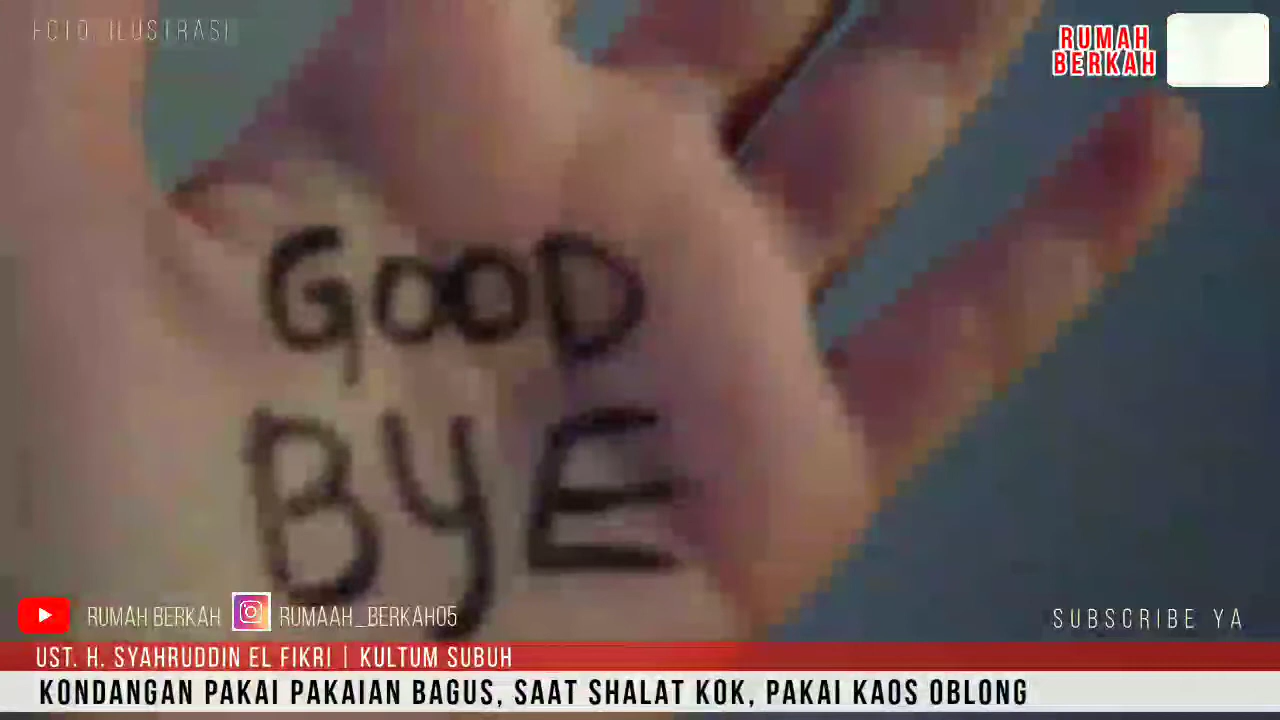 FOTO ILUSTRASI
RUMAH
BERKAH
GOOD
BYE
RUMAH BERKAH
RUMAAH_BERKAH05
SUBSCRIBE YA
UST. H. SYAHRUDDIN EL FIKRI | KULTUM SUBUH
KONDANGAN PAKAI PAKAIAN BAGUS, SAAT SHALAT KOK, PAKAI KAOS OBLONG